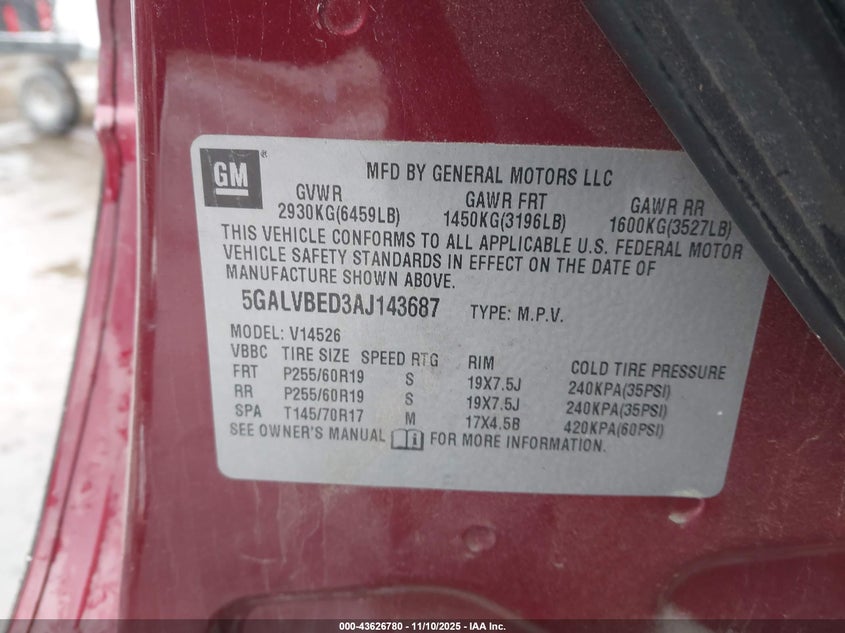 GM ®
MFD BY GENERAL MOTORS LLC
GVWR GAWR FRT GAWR RR
2930KG(6459LB) 1450KG(3196LB) 1600KG(3527LB)
THIS VEHICLE CONFORMS TO ALL APPLICABLE U.S. FEDERAL MOTOR
VEHICLE SAFETY STANDARDS IN EFFECT ON THE DATE OF
MANUFACTURE SHOWN ABOVE.
5GALVBED3AJ143687 TYPE: M.P.V.
MODEL: V14526
VBBC TIRE SIZE SPEED RTG RIM COLD TIRE PRESSURE
FRT P255/60R19 S 19X7.5J 240KPA(35PSI)
RR P255/60R19 S 19X7.5J 240KPA(35PSI)
SPA T145/70R17 M 17X4.5B 420KPA(60PSI)
SEE OWNER'S MANUAL i FOR MORE INFORMATION.
000-43626780 - 11/10/2025 - IAA Inc.